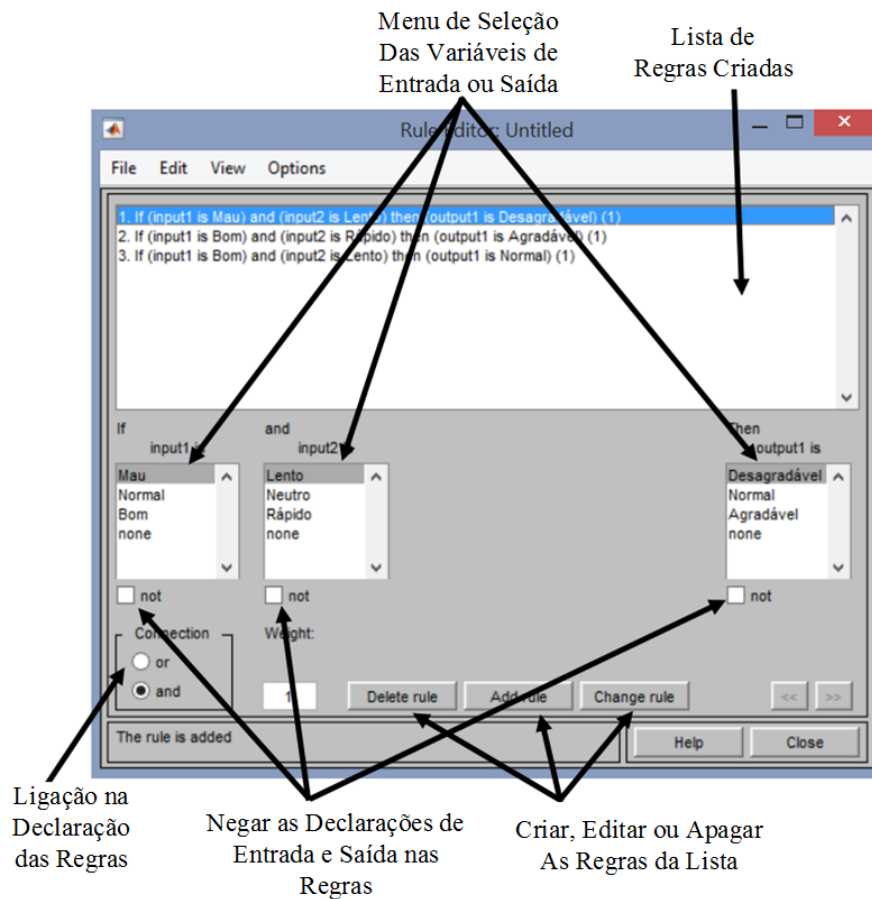 Menu de Seleção
Das Variáveis de
Entrada ou Saída
Lista de
Regras Criadas
Rule Editor: Untitled
File Edit View Options
1. If (input1 is Mau) and (input2 is Lento) then (output1 is Desagradável) (1)
2. If (input1 is Bom) and (input2 is Rápido) then (output1 is Agradável) (1)
3. If (input1 is Bom) and (input2 is Lento) then (output1 is Normal) (1)
If and Then
input1 is input2 is output1 is
Mau Lento Desagradável
Normal Neutro Normal
Bom Rápido Agradável
none none none
not not not
Connection Weight:
or
and 1 Delete rule Add rule Change rule << >>
The rule is added Help Close
Ligação na
Declaração
das Regras
Negar as Declarações de
Entrada e Saída nas
Regras
Criar, Editar ou Apagar
As Regras da Lista